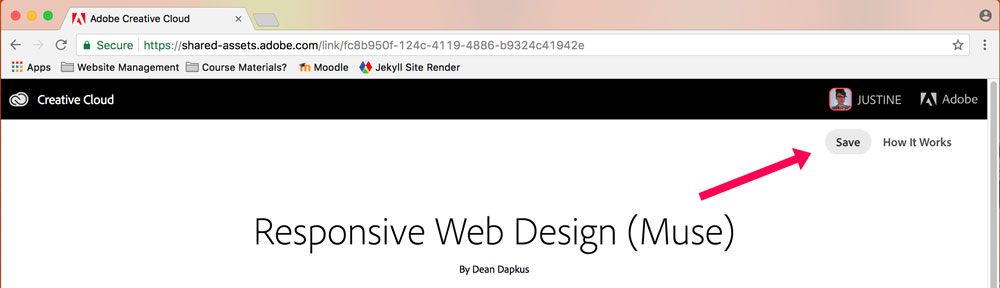 Adobe Creative Cloud
Secure https://shared-assets.adobe.com/link/fc8b950f-124c-4119-4886-b9324c41942e
Apps Website Management Course Materials? Moodle Jekyll Site Render
Creative Cloud JUSTINE Adobe
Save How It Works
Responsive Web Design (Muse)
By Dean Dapkus